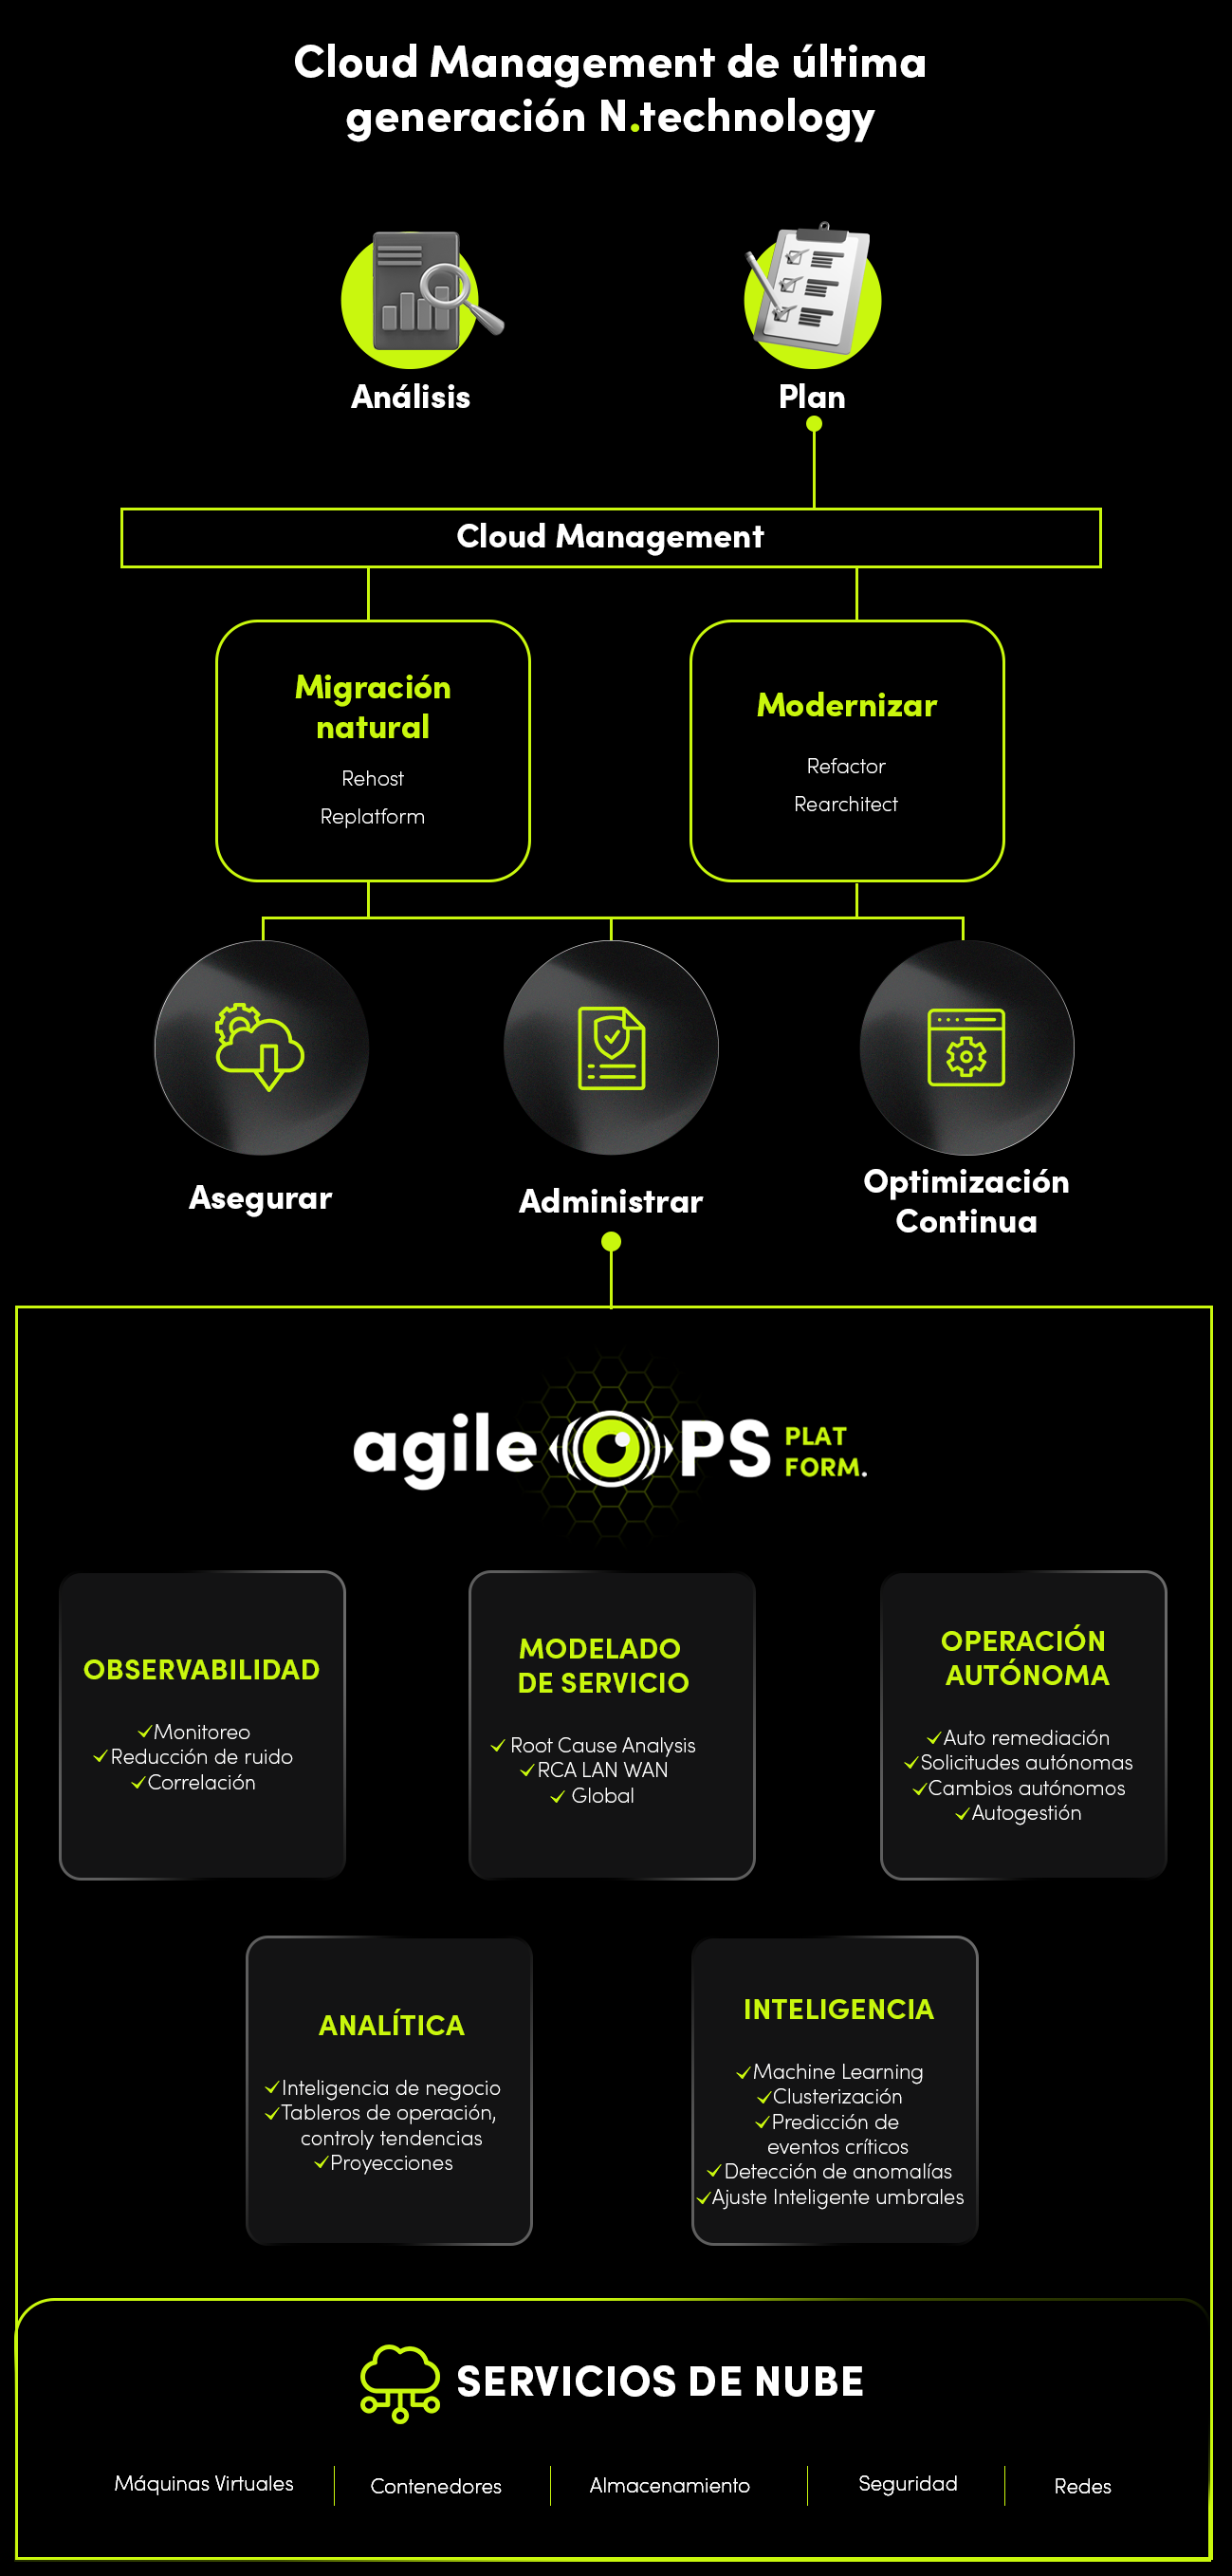 Cloud Management de última
generación N.technology
Análisis
Plan
Cloud Management
Migración
natural
Rehost
Replatform
Modernizar
Refactor
Rearchitect
Asegurar
Administrar
Optimización
Continua
agile OPS PLAT
FORM.
OBSERVABILIDAD
Monitoreo
Reducción de ruido
Correlación
MODELADO
DE SERVICIO
Root Cause Analysis
RCA LAN WAN
Global
OPERACIÓN
AUTÓNOMA
Auto remediación
Solicitudes autónomas
Cambios autónomos
Autogestión
ANALÍTICA
Inteligencia de negocio
Tableros de operación,
controly tendencias
Proyecciones
INTELIGENCIA
Machine Learning
Clusterización
Predicción de
eventos críticos
Detección de anomalías
Ajuste Inteligente umbrales
SERVICIOS DE NUBE
Máquinas Virtuales
Contenedores
Almacenamiento
Seguridad
Redes